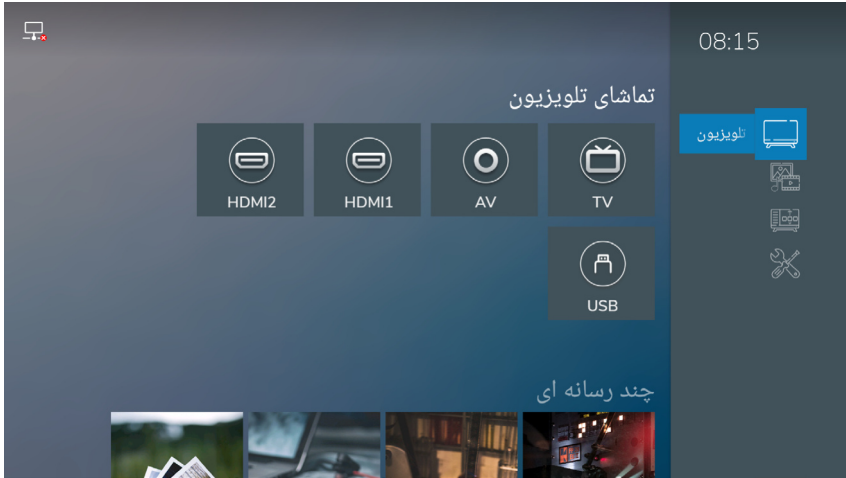 08:15
تماشای تلویزیون
تلویزیون
TV
AV
HDMI1
HDMI2
USB
چند رسانه ای